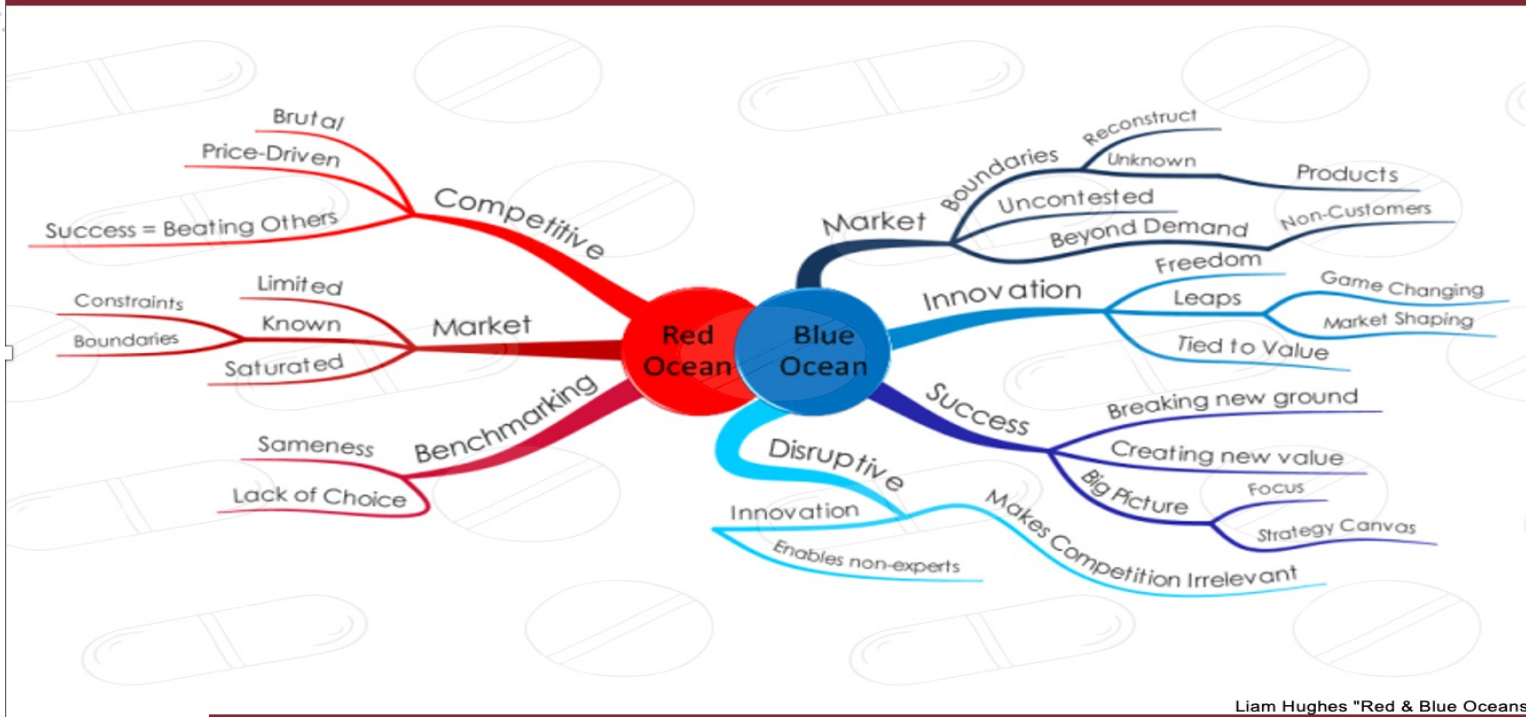 Brutal
Price-Driven
Success = Beating Others
Competitive
Limited
Constraints
Known
Boundaries
Saturated
Market
Sameness
Lack of Choice
Benchmarking
Red
Ocean
Blue
Ocean
Market
Boundaries
Reconstruct
Unknown
Products
Uncontested
Beyond Demand
Non-Customers
Innovation
Freedom
Leaps
Game Changing
Market Shaping
Tied to Value
Success
Breaking new ground
Creating new value
Big Picture
Focus
Strategy Canvas
Disruptive
Innovation
Enables non-experts
Makes Competition Irrelevant
Liam Hughes "Red & Blue Oceans